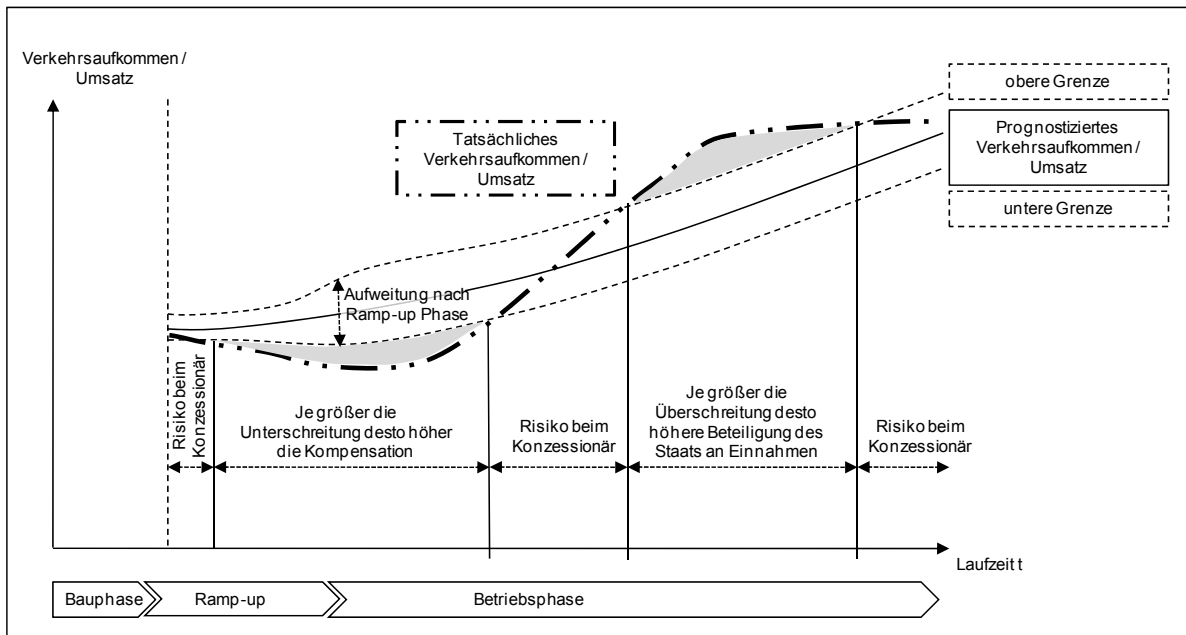 Verkehrsaufkommen /
Umsatz
obere Grenze
Tatsächliches
Verkehrsaufkommen /
Umsatz
Prognostiziertes
Verkehrsaufkommen /
Umsatz
untere Grenze
Aufweitung nach
Ramp-up Phase
Risiko beim
Konzessionär
Je größer die
Unterschreitung desto höher
die Kompensation
Risiko beim
Konzessionär
Je größer die
Überschreitung desto
höhere Beteiligung des
Staats an Einnahmen
Risiko beim
Konzessionär
Laufzeit t
Bauphase
Ramp-up
Betriebsphase